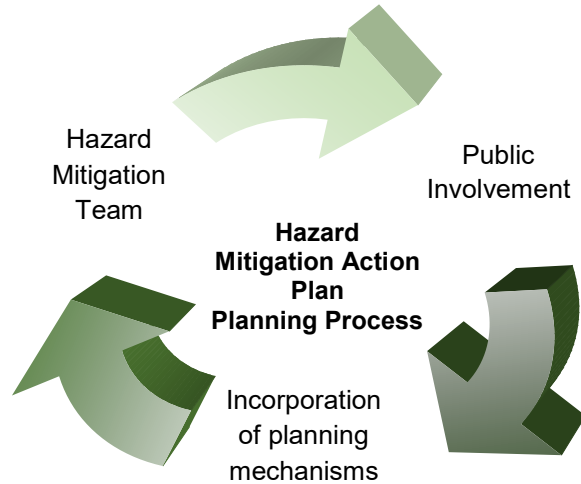 Hazard
Mitigation
Team
Public
Involvement
Hazard
Mitigation Action
Plan
Planning Process
Incorporation
of planning
mechanisms